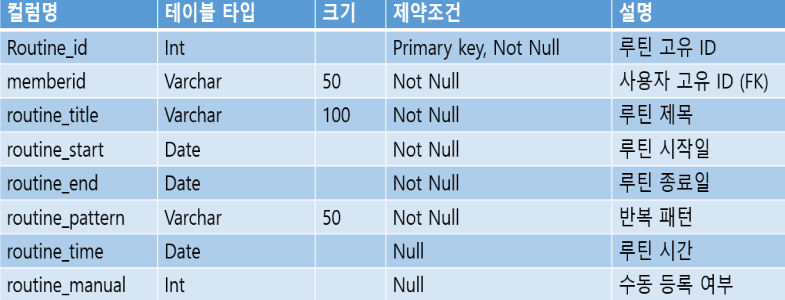 컬럼명 테이블 타입 크기 제약조건 설명
Routine_id Int Primary key, Not Null 루틴 고유 ID
memberid Varchar 50 Not Null 사용자 고유 ID (FK)
routine_title Varchar 100 Not Null 루틴 제목
routine_start Date Not Null 루틴 시작일
routine_end Date Not Null 루틴 종료일
routine_pattern Varchar 50 Not Null 반복 패턴
routine_time Date Null 루틴 시간
routine_manual Int Null 수동 등록 여부